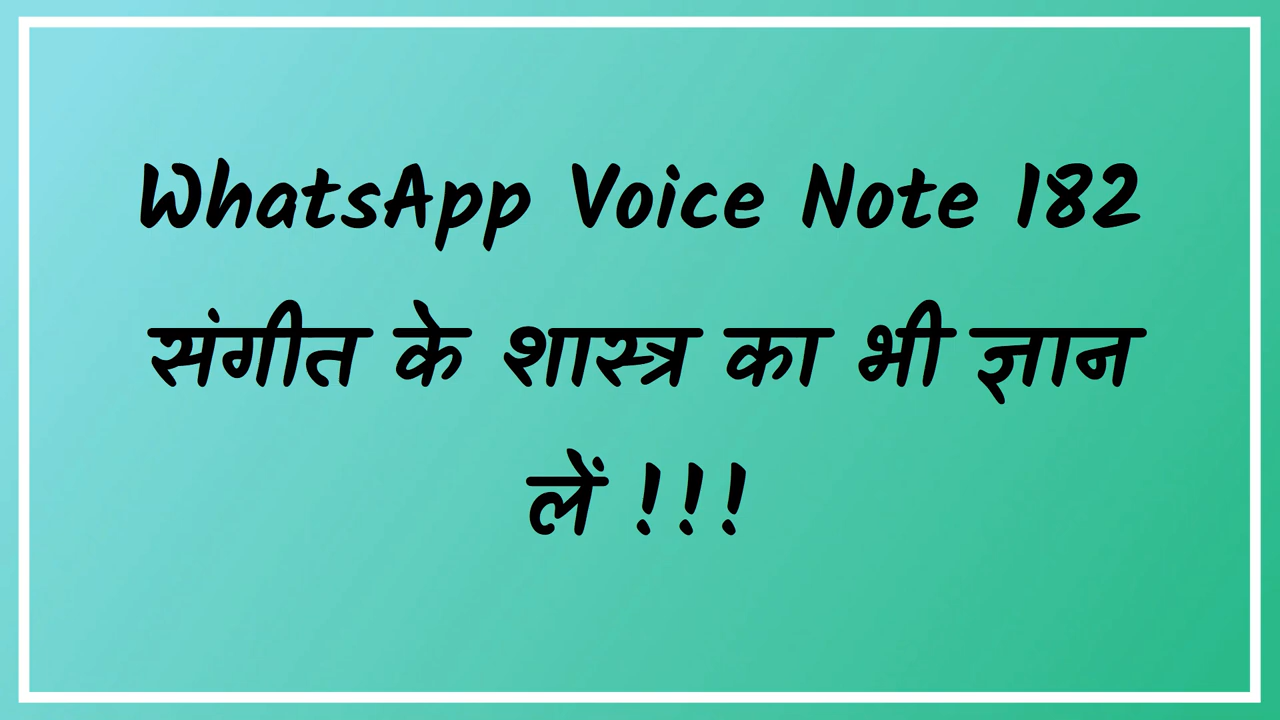 WhatsApp Voice Note 182
संगीत के शास्त्र का भी ज्ञान
लें !!!